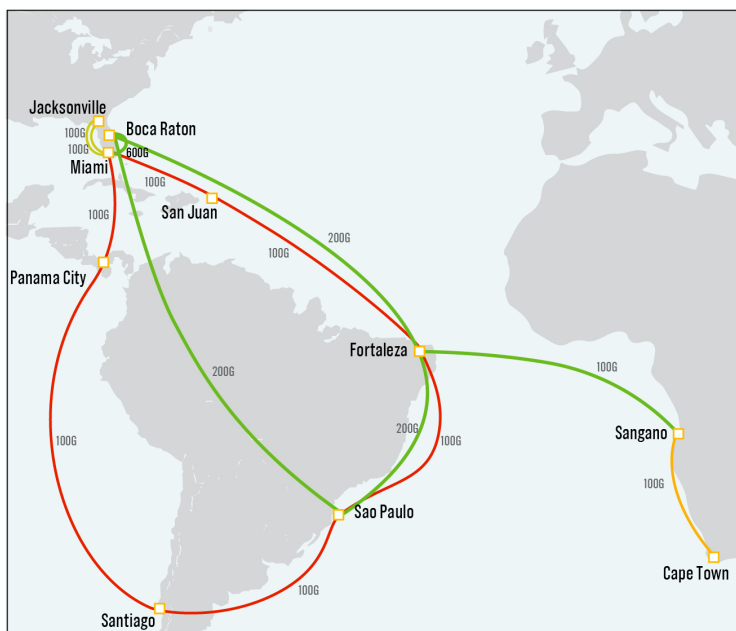 Jacksonville
100G
Boca Raton
100G
600G
Miami
100G
San Juan
100G
200G
100G
Panama City
Fortaleza
100G
200G
100G
200G
100G
Sangano
100G
Sao Paulo
Cape Town
100G
Santiago